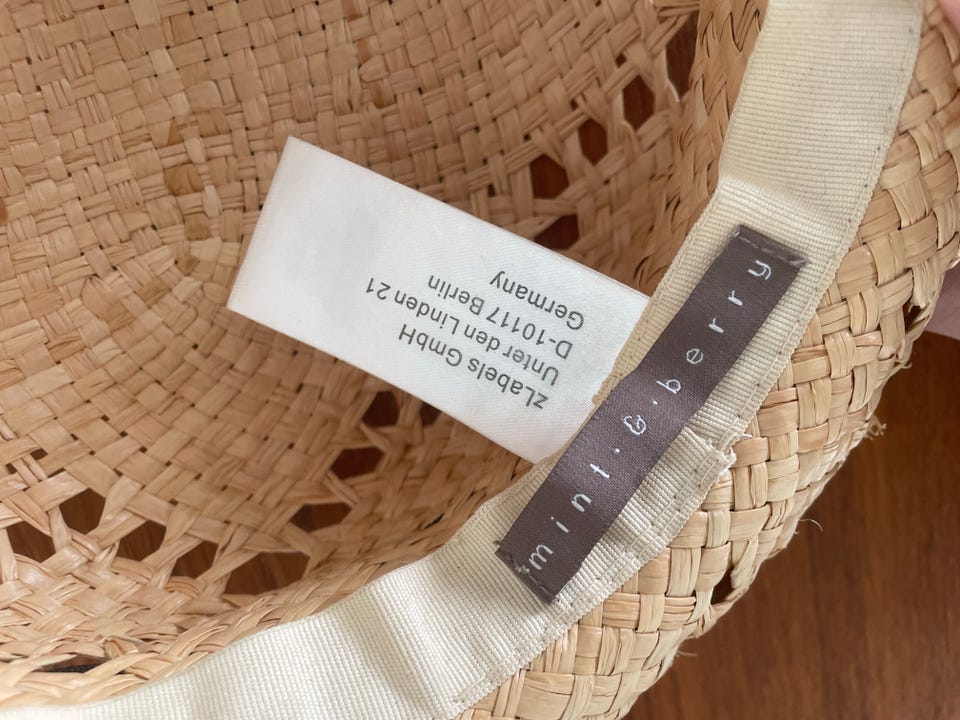 zLabels GmbH
Unter den Linden 21
D-10117 Berlin
Germany
mint.&.berry